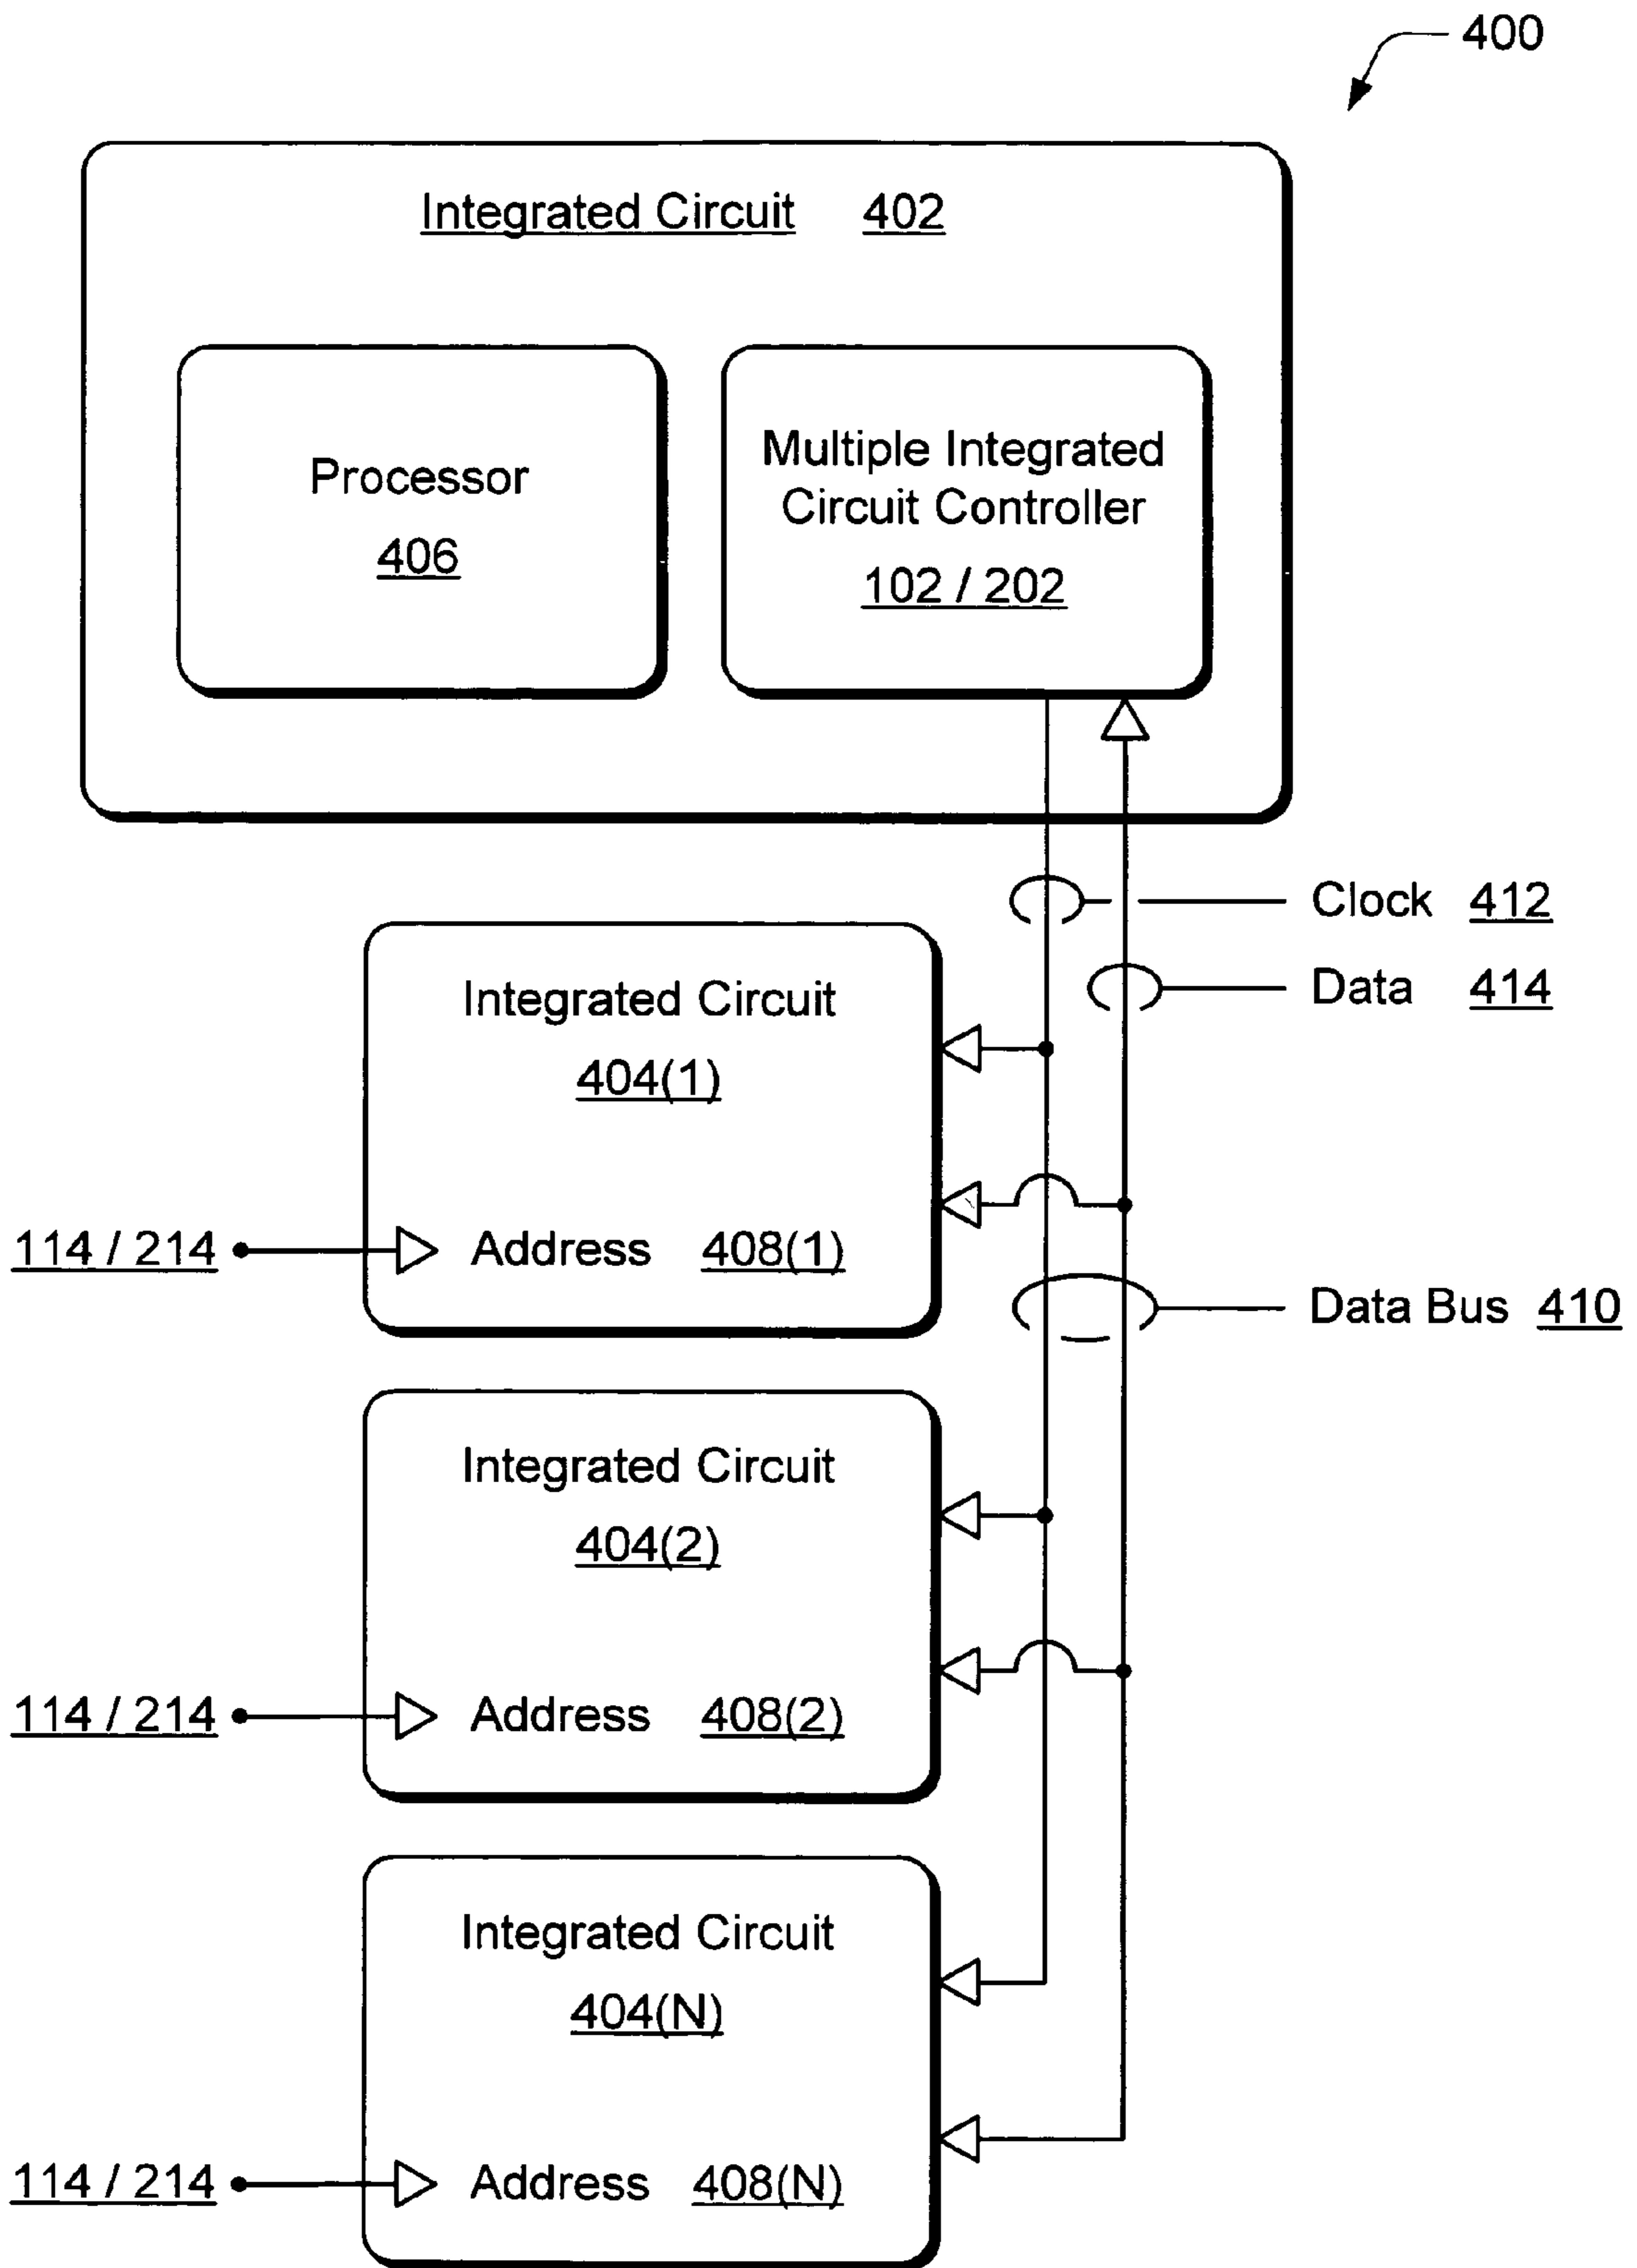 400
Integrated Circuit 402
Processor
406
Multiple Integrated
Circuit Controller
102 / 202
Clock 412
Data 414
Integrated Circuit
404(1)
114 / 214
Address 408(1)
Data Bus 410
Integrated Circuit
404(2)
114 / 214
Address 408(2)
Integrated Circuit
404(N)
114 / 214
Address 408(N)